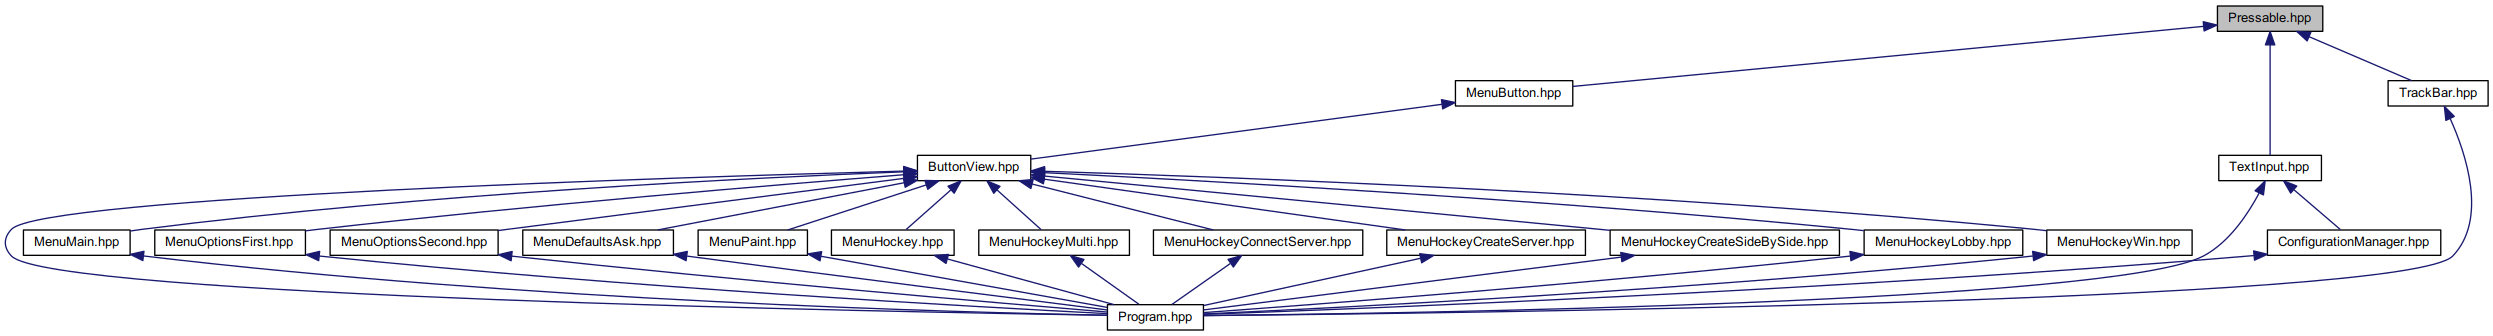 Pressable.hpp
MenuButton.hpp
TrackBar.hpp
ButtonView.hpp
TextInput.hpp
MenuMain.hpp
MenuOptionsFirst.hpp
MenuOptionsSecond.hpp
MenuDefaultsAsk.hpp
MenuPaint.hpp
MenuHockey.hpp
MenuHockeyMulti.hpp
MenuHockeyConnectServer.hpp
MenuHockeyCreateServer.hpp
MenuHockeyCreateSideBySide.hpp
MenuHockeyLobby.hpp
MenuHockeyWin.hpp
ConfigurationManager.hpp
Program.hpp